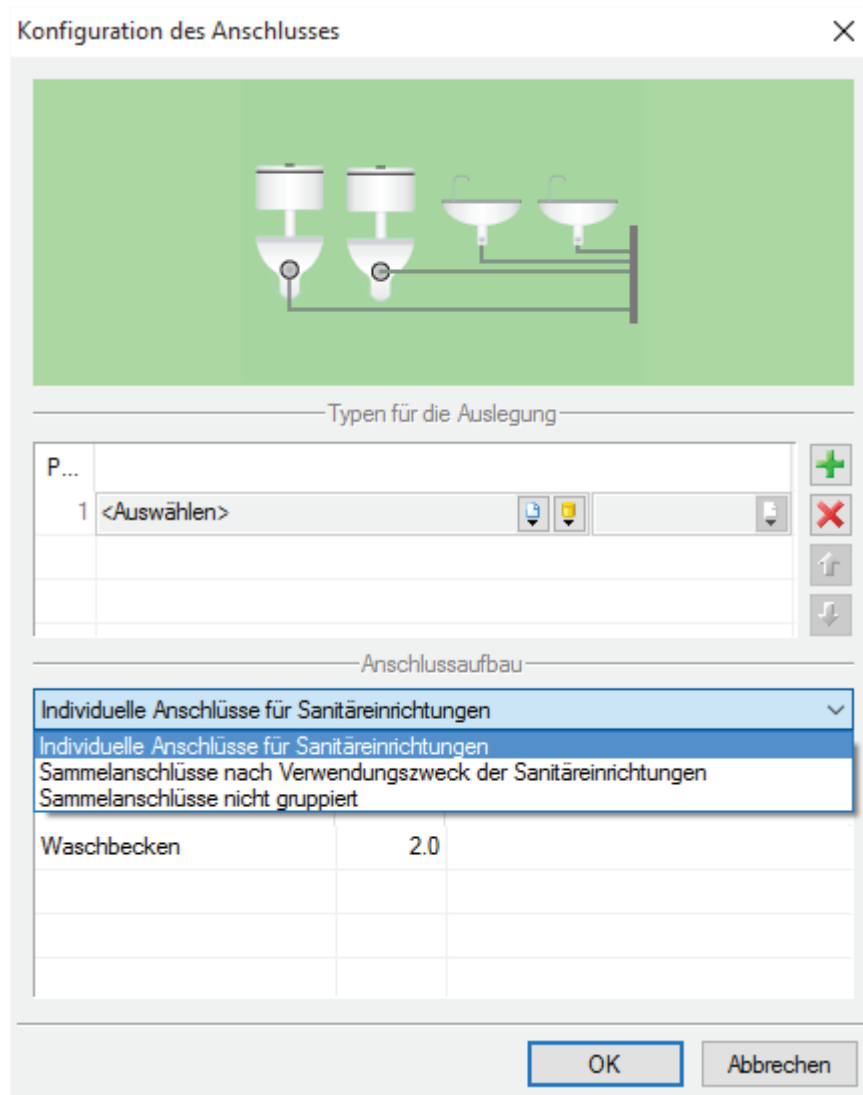 Konfiguration des Anschlusses
Typen für die Auslegung
P...
1 <Auswählen>
Anschlussaufbau
Individuelle Anschlüsse für Sanitäreinrichtungen
Individuelle Anschlüsse für Sanitäreinrichtungen
Sammelanschlüsse nach Verwendungszweck der Sanitäreinrichtungen
Sammelanschlüsse nicht gruppiert
Waschbecken 2.0
OK Abbrechen